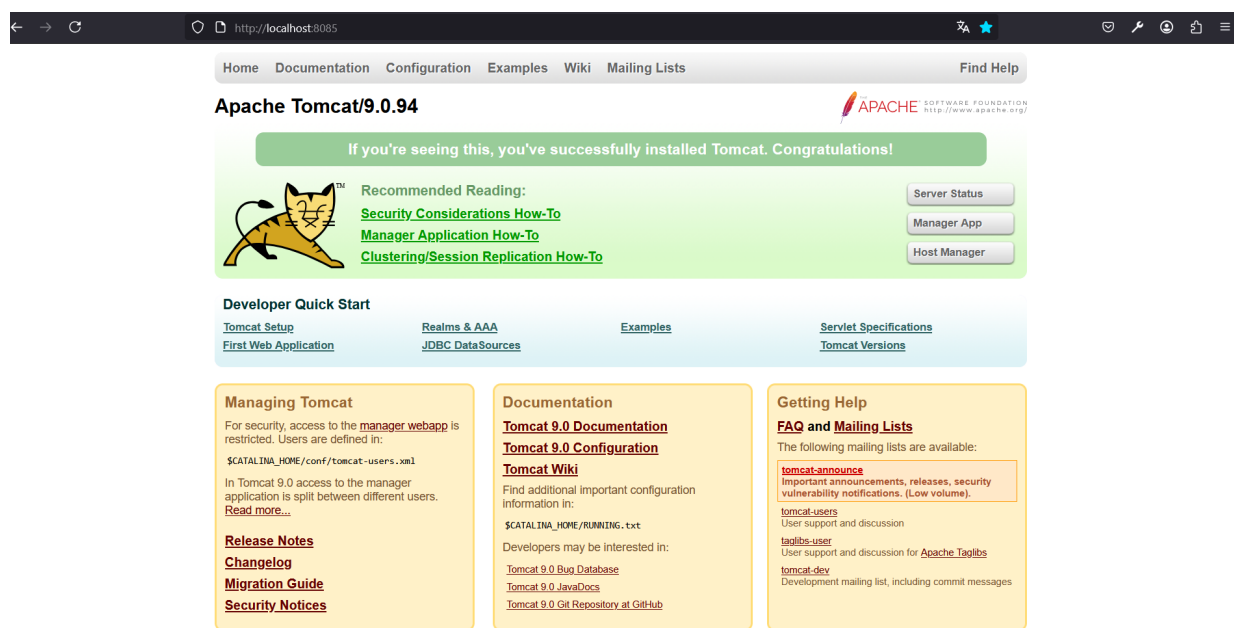 http://localhost:8085
Home Documentation Configuration Examples Wiki Mailing Lists Find Help
Apache Tomcat/9.0.94
APACHE SOFTWARE FOUNDATION
http://www.apache.org/
If you're seeing this, you've successfully installed Tomcat. Congratulations!
TM
Recommended Reading:
Security Considerations How-To
Manager Application How-To
Clustering/Session Replication How-To
Server Status
Manager App
Host Manager
Developer Quick Start
Tomcat Setup
First Web Application
Realms & AAA
JDBC DataSources
Examples
Servlet Specifications
Tomcat Versions
Managing Tomcat
For security, access to the manager webapp is
restricted. Users are defined in:
$CATALINA_HOME/conf/tomcat-users.xml
In Tomcat 9.0 access to the manager
application is split between different users.
Read more...
Release Notes
Changelog
Migration Guide
Security Notices
Documentation
Tomcat 9.0 Documentation
Tomcat 9.0 Configuration
Tomcat Wiki
Find additional important configuration
information in:
$CATALINA_HOME/RUNNING.txt
Developers may be interested in:
Tomcat 9.0 Bug Database
Tomcat 9.0 JavaDocs
Tomcat 9.0 Git Repository at GitHub
Getting Help
FAQ and Mailing Lists
The following mailing lists are available:
tomcat-announce
Important announcements, releases, security
vulnerability notifications. (Low volume).
tomcat-users
User support and discussion
taglibs-user
User support and discussion for Apache Taglibs
tomcat-dev
Development mailing list, including commit messages